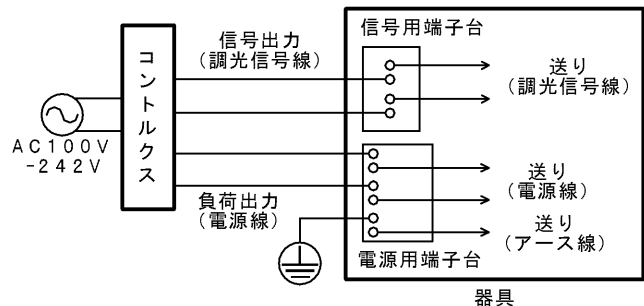 信号出力
(調光信号線)
信号用端子台
送り
(調光信号線)
コントルクス
AC100V
-242V
負荷出力
(電源線)
送り
(電源線)
送り
(アース線)
電源用端子台
器具